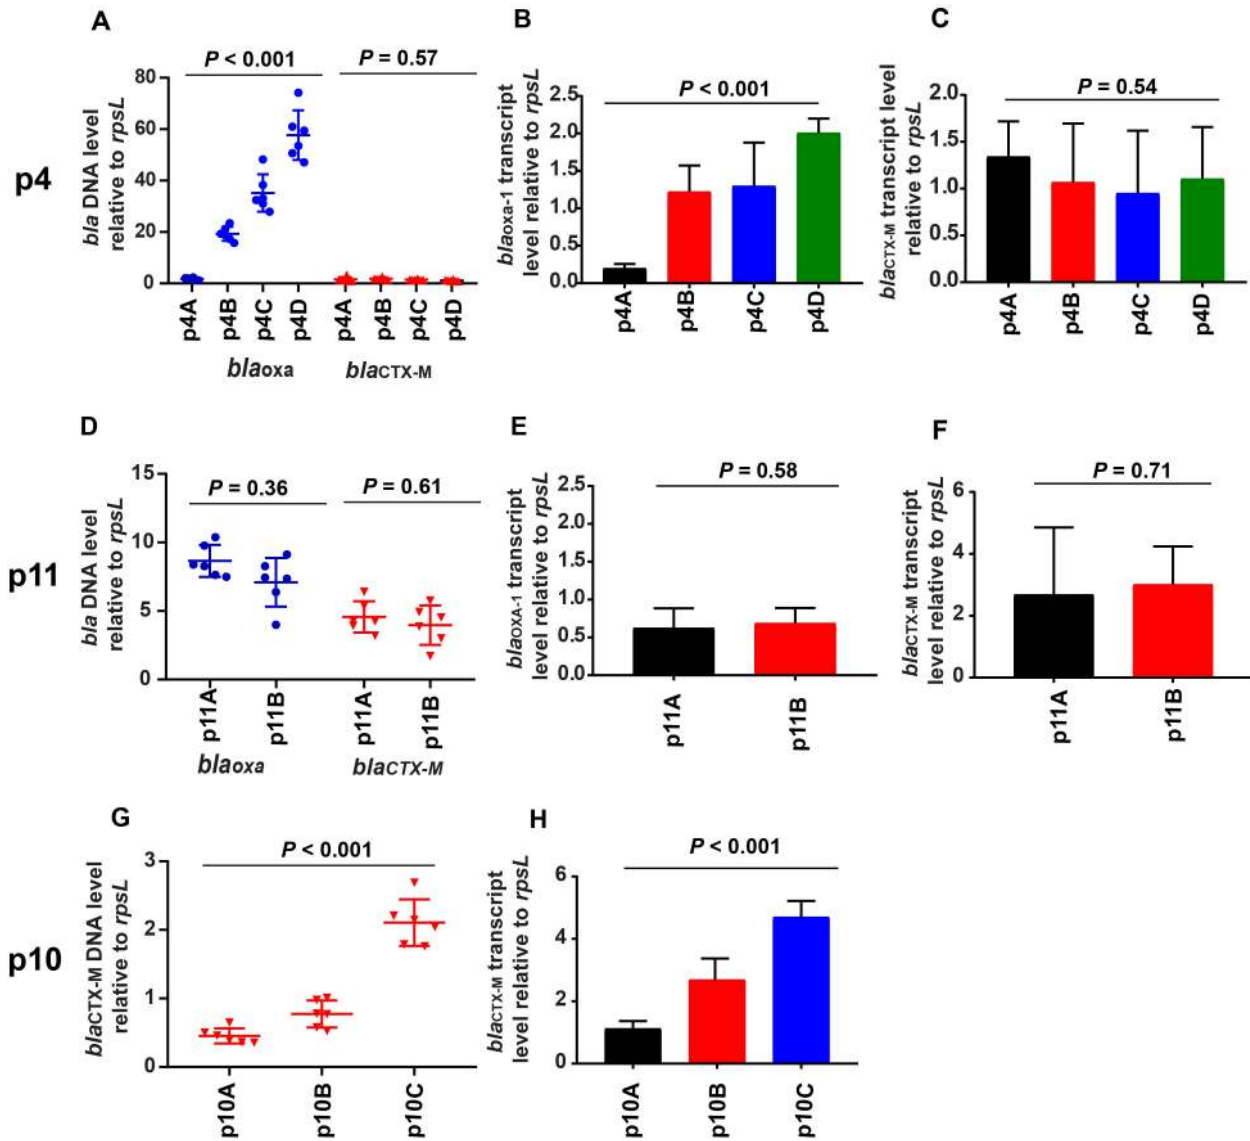 A
B
C
p4
P < 0.001
P = 0.57
bla DNA level
relative to rpsL
80
60
40
20
0
p4A
p4B
p4C
p4D
p4A
p4B
p4C
p4D
blaoxa
blaCTX-M
P < 0.001
blaoxa-1 transcript
level relative to rpsL
2.5
2.0
1.5
1.0
0.5
0.0
p4A
p4B
p4C
p4D
P = 0.54
blaCTX-M transcript level
relative to rpsL
2.0
1.5
1.0
0.5
0.0
p4A
p4B
p4C
p4D
D
E
F
p11
P = 0.36
P = 0.61
bla DNA level
relative to rpsL
15
10
5
0
p11A
p11B
p11A
p11B
blaoxa
blaCTX-M
P = 0.58
blaOXA-1 transcript
level relative to rpsL
2.5
2.0
1.5
1.0
0.5
0.0
p11A
p11B
P = 0.71
blaCTX-M transcript
level relative to rpsL
6
4
2
0
p11A
p11B
G
H
p10
P < 0.001
blaCTX-M DNA level
relative to rpsL
3
2
1
0
p10A
p10B
p10C
P < 0.001
blaCTX-M transcript
level relative to rpsL
6
4
2
0
p10A
p10B
p10C